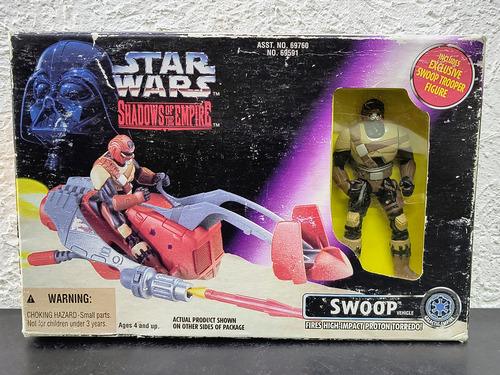 ASST. NO. 69760
NO. 69591
STAR
WARS™
SHADOWS OF THE EMPIRE™
INCLUDES
EXCLUSIVE
SWOOP TROOPER
FIGURE
WARNING:
CHOKING HAZARD-Small parts.
Not for children under 3 years.
Ages 4 and up.
ACTUAL PRODUCT SHOWN
ON OTHER SIDES OF PACKAGE
SWOOP VEHICLE
FIRES HIGH-IMPACT PROTON TORPEDO!